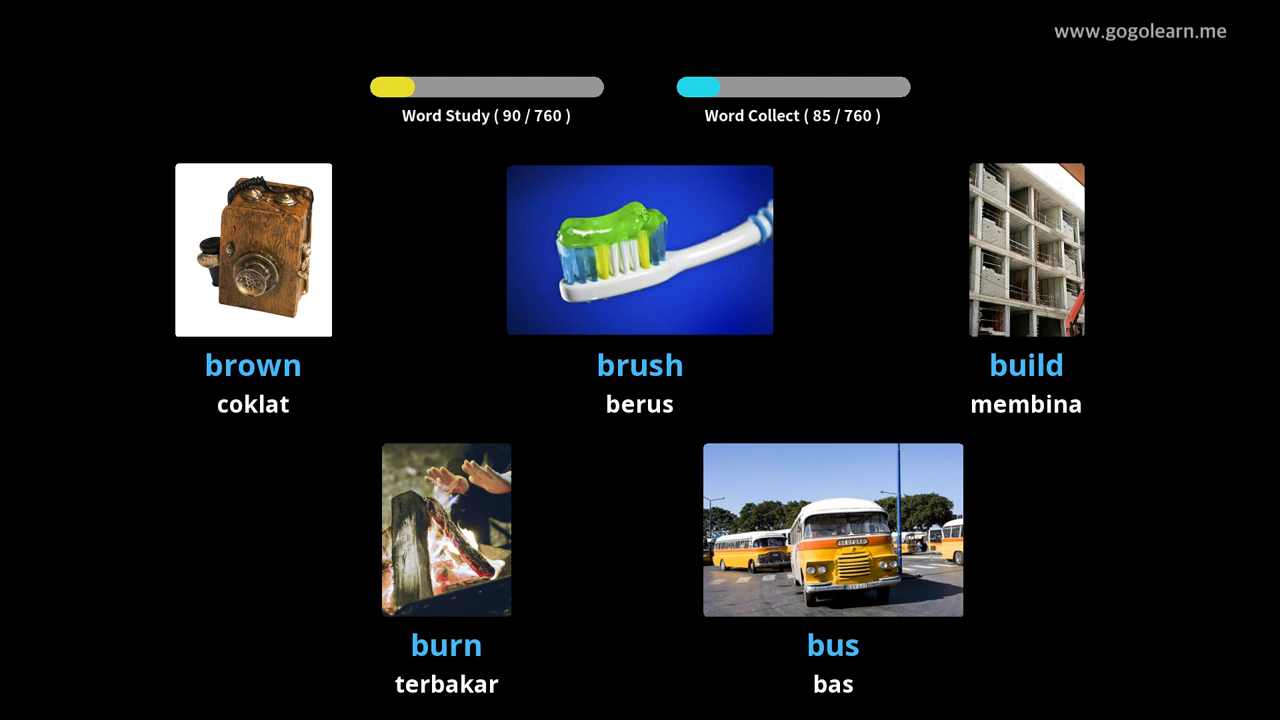 www.gogolearn.me
Word Study ( 90 / 760 )
Word Collect ( 85 / 760 )
brown
coklat
brush
berus
build
membina
BEDFORD
burn
terbakar
bus
bas